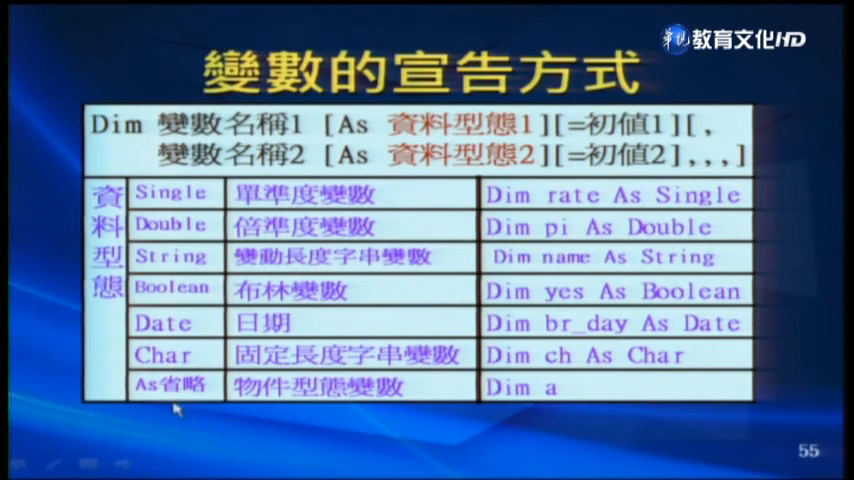 華視 教育文化HD
變數的宣告方式
Dim 變數名稱1 [As 資料型態1][=初值1][,
變數名稱2 [As 資料型態2][=初值2],,,]
資料型態
Single 單準度變數 Dim rate As Single
Double 倍準度變數 Dim pi As Double
String 變動長度字串變數 Dim name As String
Boolean 布林變數 Dim yes As Boolean
Date 日期 Dim br_day As Date
Char 固定長度字串變數 Dim ch As Char
As省略 物件型態變數 Dim a
55